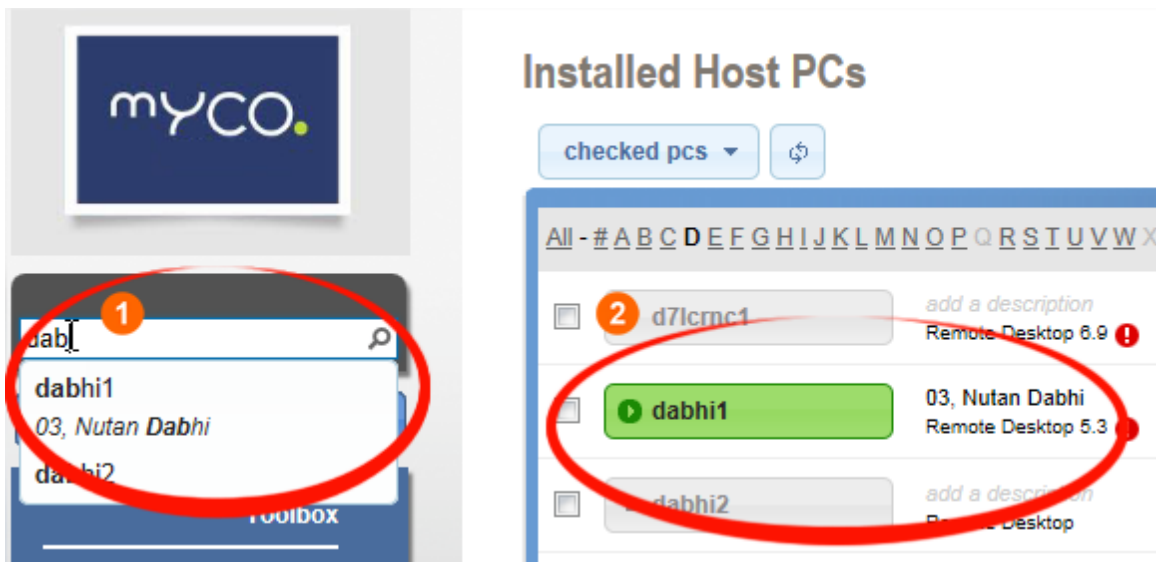 myco.
Installed Host PCs
checked pcs
All - # A B C D E F G H I J K L M N O P Q R S T U V W X
1
dab
dabhi1
03, Nutan Dabhi
dabhi2
Toolbox
2
d7lcrnc1
add a description
Remote Desktop 6.9
dabhi1
03, Nutan Dabhi
Remote Desktop 5.3
dabhi2
add a description
Remote Desktop